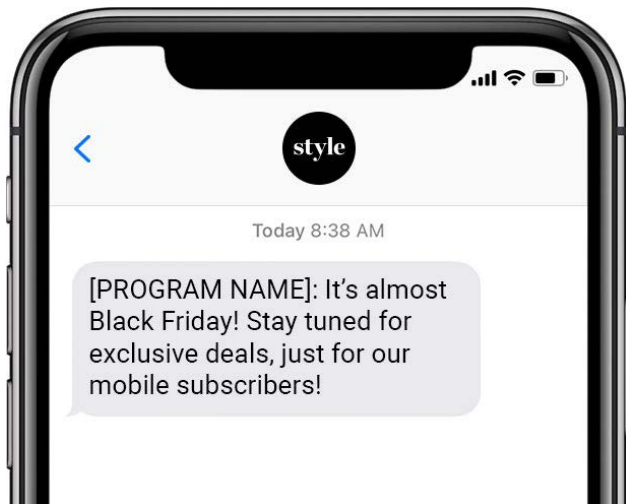 style
Today 8:38 AM
[PROGRAM NAME]: It’s almost
Black Friday! Stay tuned for
exclusive deals, just for our
mobile subscribers!